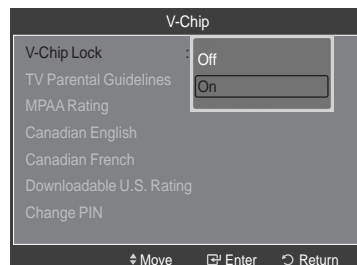 V-Chip
V-Chip Lock :
Off
On
TV Parental Guidelines
MPAA Rating
Canadian English
Canadian French
Downloadable U.S. Rating
Change PIN
Move Enter Return